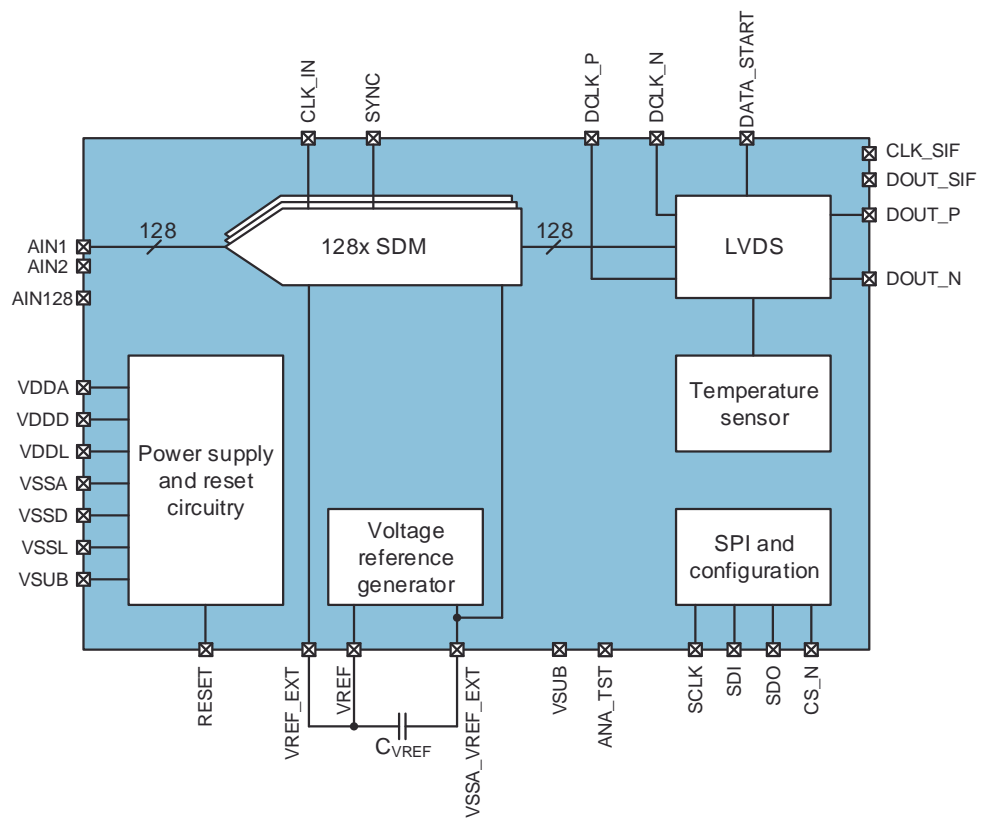 CLK_IN
SYNC
DCLK_P
DCLK_N
DATA_START
CLK_SIF
DOUT_SIF
DOUT_P
DOUT_N
AIN1
AIN2
AIN128
128
128x SDM
128
LVDS
Temperature
sensor
VDDA
VDDD
VDDL
VSSA
VSSD
VSSL
VSUB
Power supply
and reset
circuitry
Voltage
reference
generator
SPI and
configuration
RESET
VREF_EXT
VREF
CVREF
VSSA_VREF_EXT
VSUB
ANA_TST
SCLK
SDI
SDO
CS_N